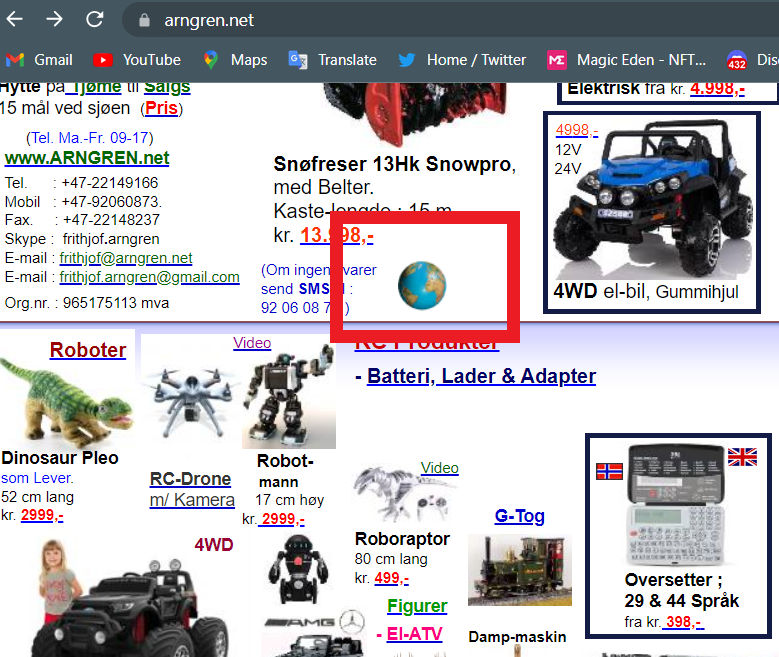 arngren.net
Gmail
YouTube
Maps
Translate
Home / Twitter
Magic Eden - NFT...
432
Dis
Hytte på Tjøme til Salgs
15 mål ved sjøen (Pris)
(Tel. Ma.-Fr. 09-17)
www.ARNGREN.net
Tel. : +47-22149166
Mobil : +47-92060873.
Fax. : +47-22148237
Skype : frithjof.arngren
E-mail : frithjof@arngren.net
E-mail : frithjof.arngren@gmail.com
Org.nr. : 965175113 mva
Snøfreser 13Hk Snowpro,
med Belter.
Kaste-lengde : 15 m
kr. 13.998,-
(Om ingen varer
send SMS :
92 06 08 7 )
Elektrisk fra kr. 4.998,-
4998,-
12V
24V
4WD el-bil, Gummihjul
Roboter
Dinosaur Pleo
som Lever.
52 cm lang
kr. 2999,-
RC-Drone
m/ Kamera
Video
Robot-
mann
17 cm høy
kr. 2999,-
RC Produkter
- Batteri, Lader & Adapter
Video
Roboraptor
80 cm lang
kr. 499,-
G-Tog
Oversetter ;
29 & 44 Språk
fra kr. 398,-
4WD
AMG
Figurer
- El-ATV
Damp-maskin